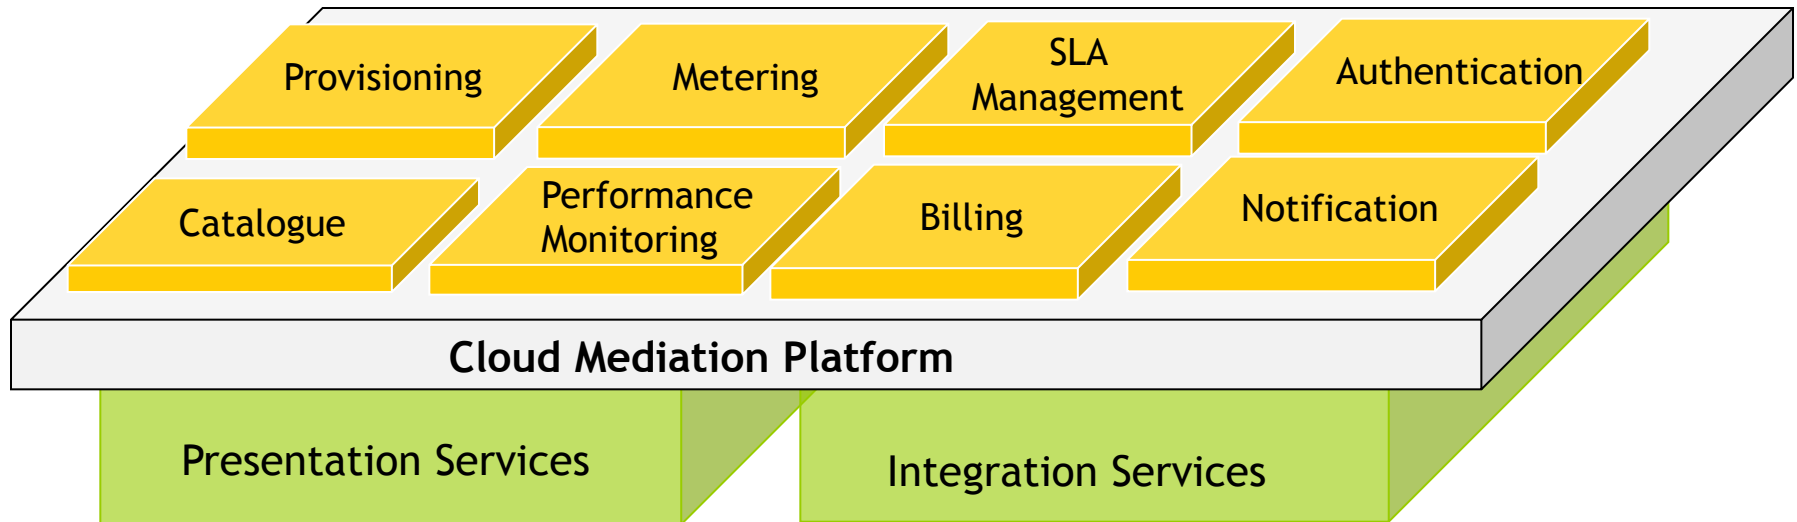 Provisioning
Metering
SLA
Management
Authentication
Catalogue
Performance
Monitoring
Billing
Notification
Cloud Mediation Platform
Presentation Services
Integration Services